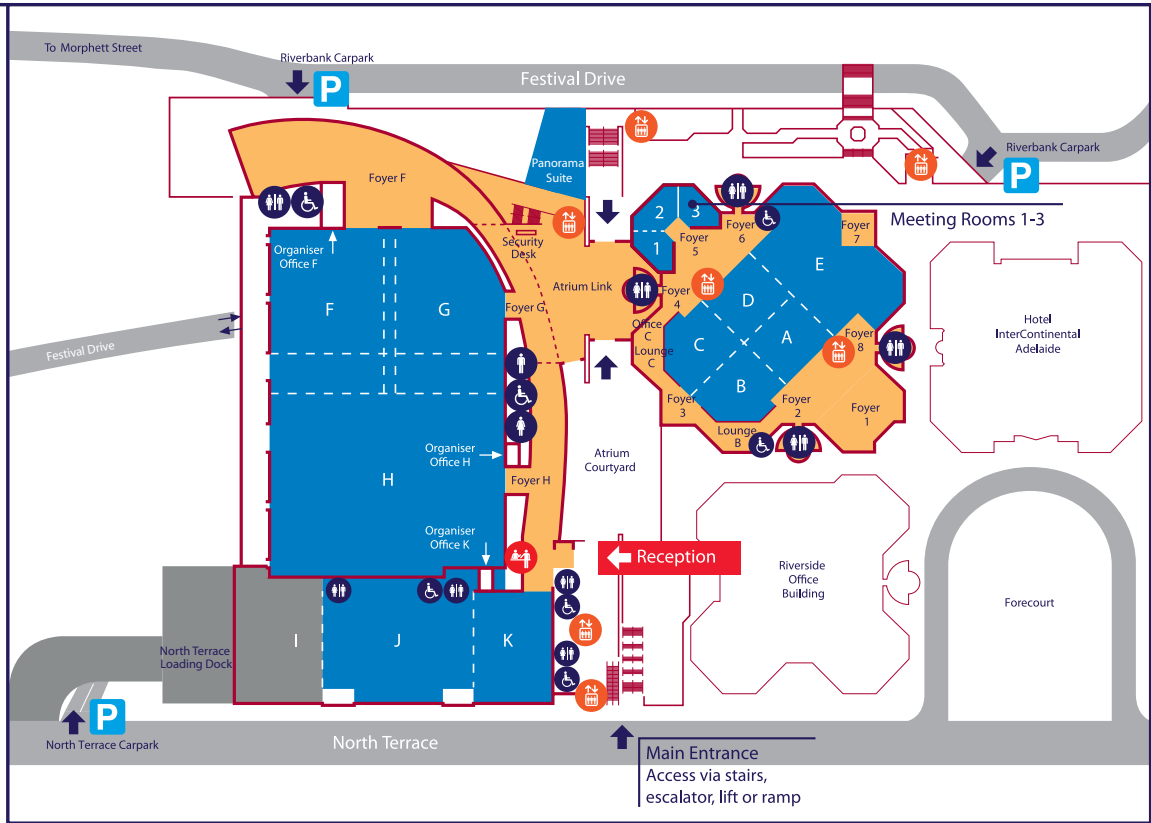 To Morphett Street
Riverbank Carpark
P
Festival Drive
Riverbank Carpark
P
Panorama
Suite
Foyer F
2
3
1
Foyer
6
Foyer
5
Foyer
7
Meeting Rooms 1-3
Organiser
Office F
Security
Desk
Atrium Link
Foyer
4
E
D
F
G
Foyer G
Office
C
Lounge
C
C
A
B
Foyer
8
Hotel
InterContinental
Adelaide
Festival Drive
Foyer
3
Foyer
2
Foyer
1
Lounge
B
Organiser
Office H
Atrium
Courtyard
H
Foyer H
Organiser
Office K
Reception
Riverside
Office
Building
Forecourt
I
J
K
North Terrace
Loading Dock
P
North Terrace Carpark
North Terrace
Main Entrance
Access via stairs,
escalator, lift or ramp